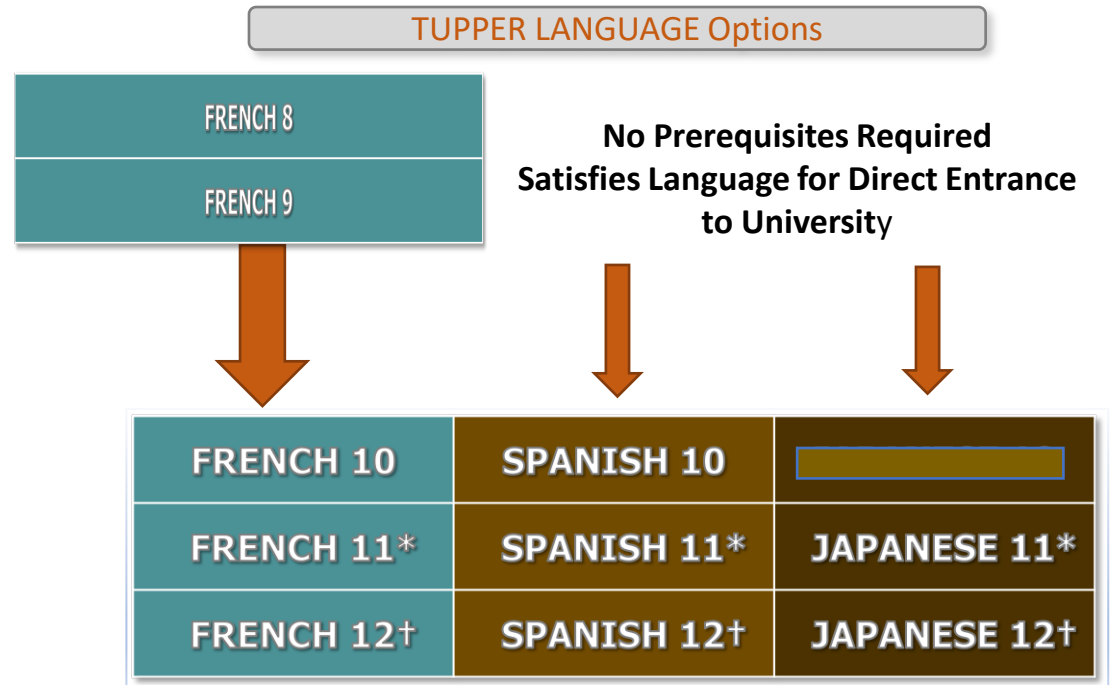 TUPPER LANGUAGE Options
FRENCH 8
FRENCH 9
No Prerequisites Required
Satisfies Language for Direct Entrance
to University
FRENCH 10
SPANISH 10
FRENCH 11*
SPANISH 11*
JAPANESE 11*
FRENCH 12†
SPANISH 12†
JAPANESE 12†